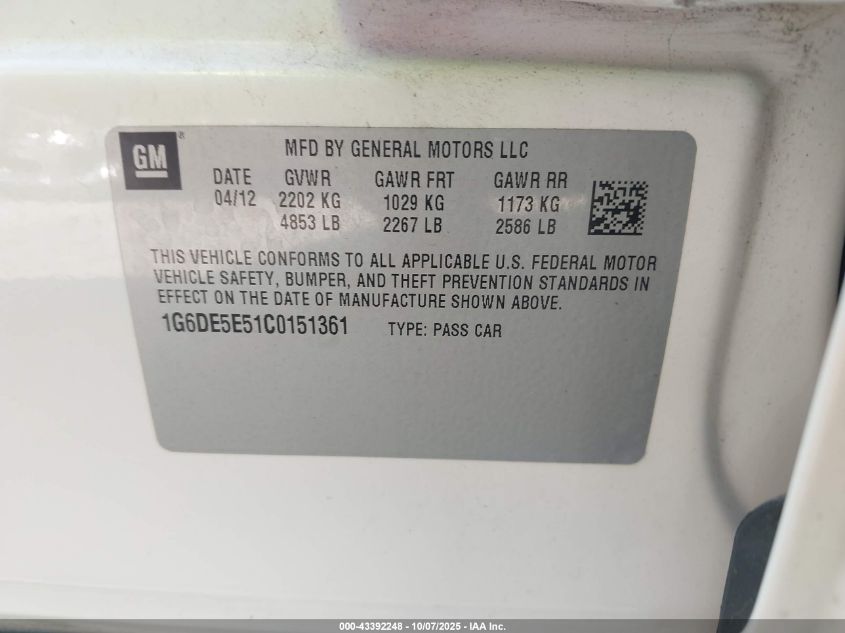 GM®
MFD BY GENERAL MOTORS LLC
DATE GVWR GAWR FRT GAWR RR
04/12 2202 KG 1029 KG 1173 KG
4853 LB 2267 LB 2586 LB
THIS VEHICLE CONFORMS TO ALL APPLICABLE U.S. FEDERAL MOTOR
VEHICLE SAFETY, BUMPER, AND THEFT PREVENTION STANDARDS IN
EFFECT ON THE DATE OF MANUFACTURE SHOWN ABOVE.
1G6DE5E51C0151361 TYPE: PASS CAR
000-43392248 - 10/07/2025 - IAA Inc.